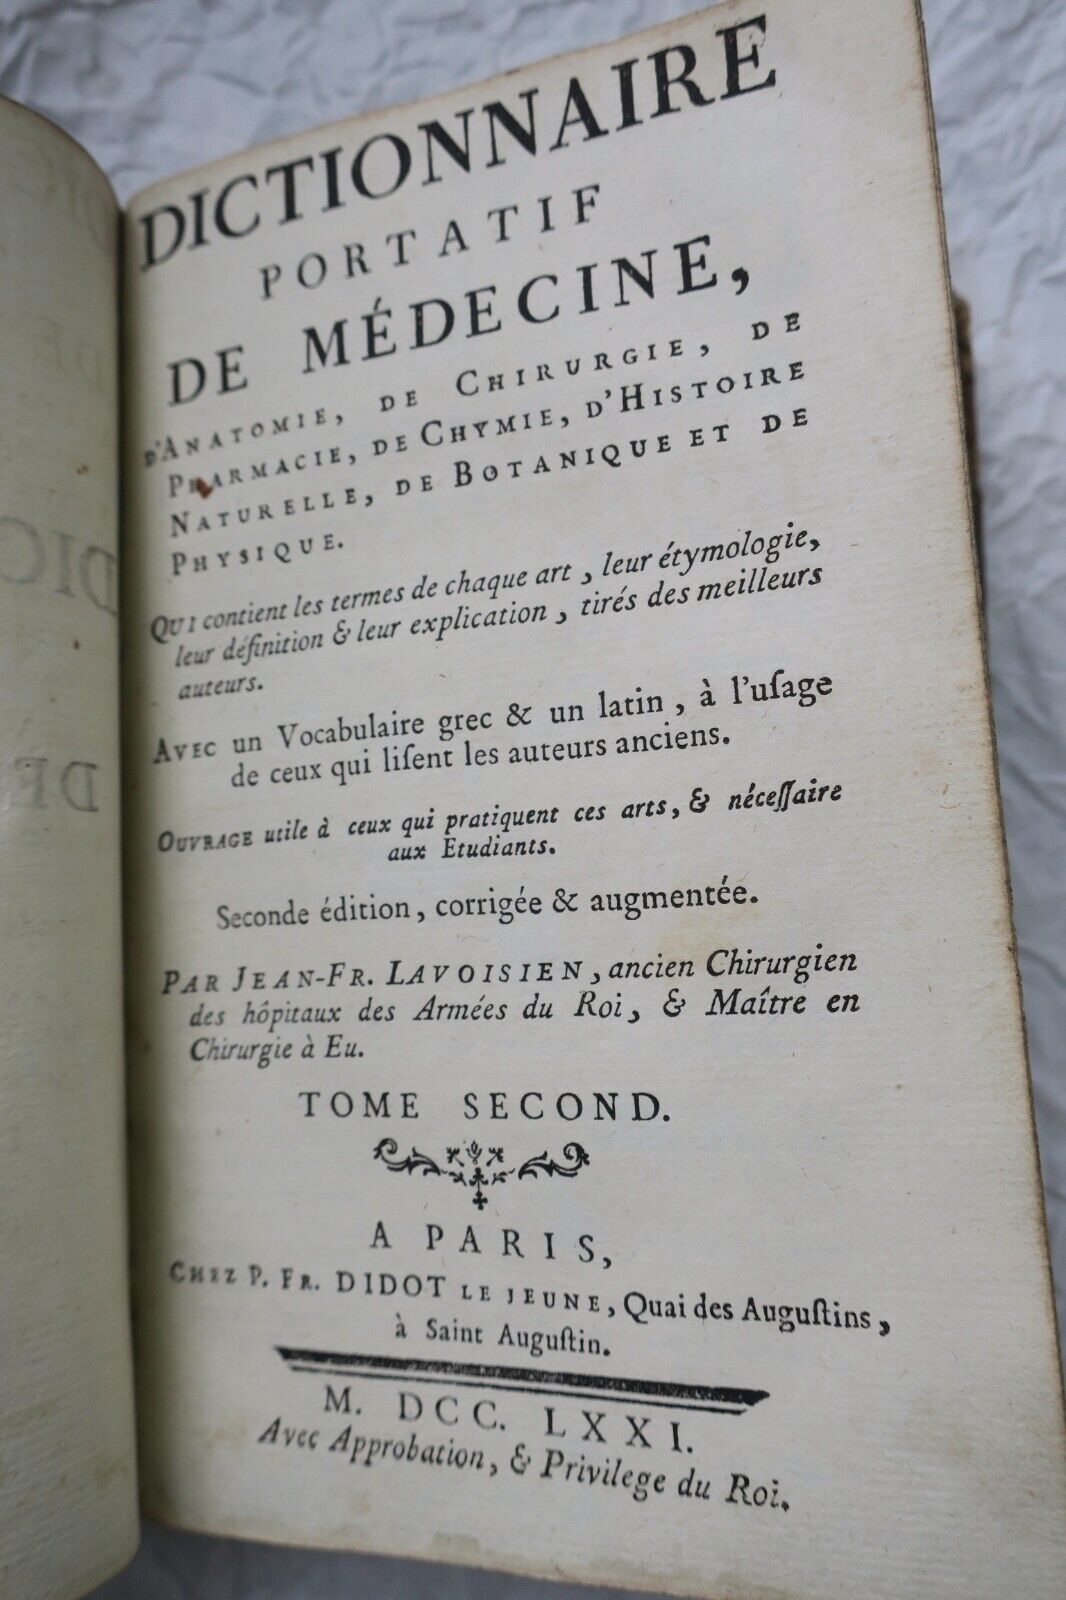 DICTIONNAIRE
PORTATIF
DE MÉDECINE,
D'ANATOMIE, DE CHIRURGIE, DE
PHARMACIE, DE CHYMIE, D'HISTOIRE
NATURELLE, DE BOTANIQUE ET DE
PHYSIQUE.
QUI contient les termes de chaque art, leur étymologie,
leur définition & leur explication, tirés des meilleurs
auteurs.
AVEC un Vocabulaire grec & un latin, à l'uſage
de ceux qui liſent les auteurs anciens.
OUVRAGE utile à ceux qui pratiquent ces arts, & néceſſaire
aux Etudiants.
Seconde édition, corrigée & augmentée.
PAR JEAN-FR. LAVOISIEN, ancien Chirurgien
des hôpitaux des Armées du Roi, & Maître en
Chirurgie à Eu.
TOME SECOND.
A PARIS,
CHEZ P. FR. DIDOT LE JEUNE, Quai des Auguſtins,
à Saint Auguſtin.
M. DCC. LXXI.
Avec Approbation, & Privilege du Roi.